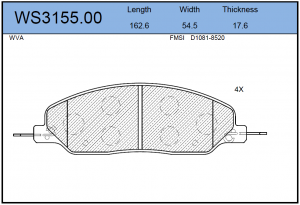 WS3155.00
Length Width Thickness
162.6 54.5 17.6
WVA FMSI D1081-8520
4X